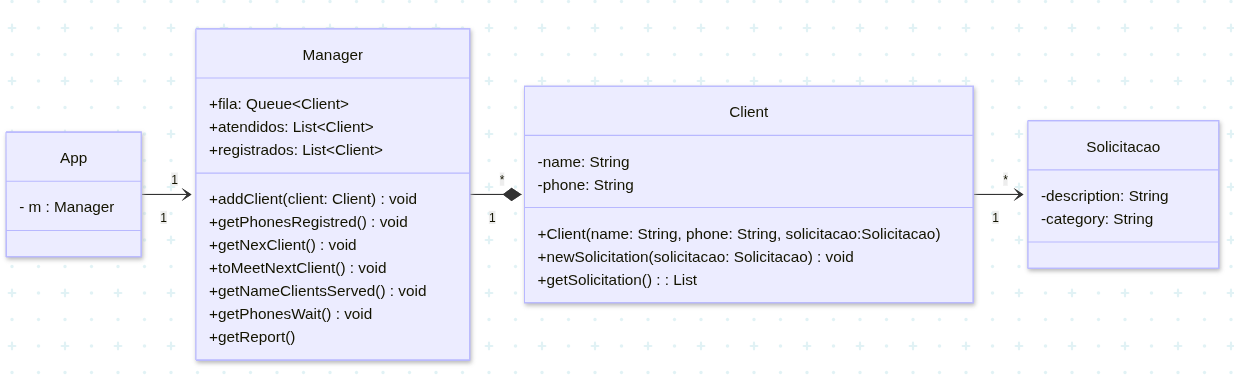 App
- m : Manager
1
1
Manager
+fila: Queue<Client>
+atendidos: List<Client>
+registrados: List<Client>
+addClient(client: Client) : void
+getPhonesRegistred() : void
+getNexClient() : void
+toMeetNextClient() : void
+getNameClientsServed() : void
+getPhonesWait() : void
+getReport()
*
1
Client
-name: String
-phone: String
+Client(name: String, phone: String, solicitacao:Solicitacao)
+newSolicitation(solicitacao: Solicitacao) : void
+getSolicitation() : : List
*
1
Solicitacao
-description: String
-category: String